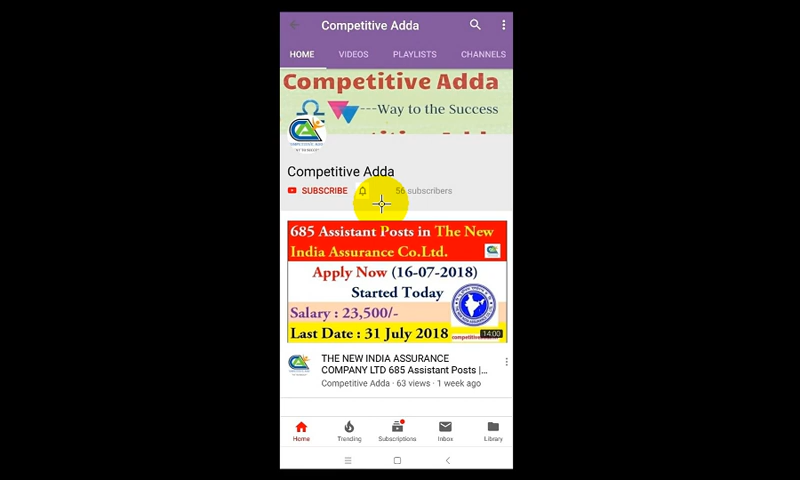 Competitive Adda
HOME VIDEOS PLAYLISTS CHANNELS
Competitive Adda
---Way to the Success
Competitive Adda
SUBSCRIBE 56 subscribers
685 Assistant Posts in The New
India Assurance Co.Ltd.
Apply Now (16-07-2018)
Started Today
Salary : 23,500/-
Last Date : 31 July 2018
14:00
THE NEW INDIA ASSURANCE
COMPANY LTD 685 Assistant Posts |...
Competitive Adda · 63 views · 1 week ago
Home Trending Subscriptions Inbox Library